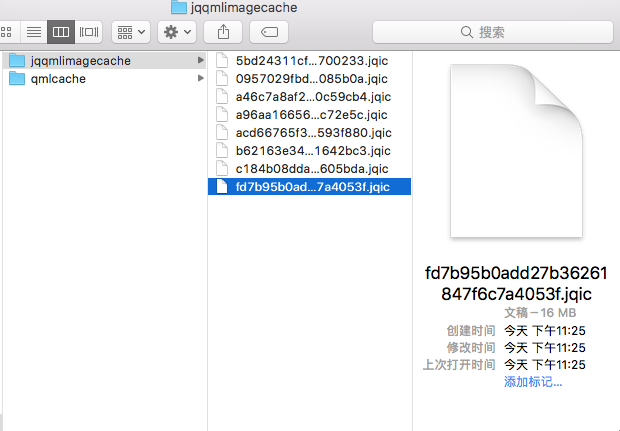 jqqmlimagecache
搜索
jqqmlimagecache
qmlcache
5bd24311cf...700233.jqic
0957029fbd...085b0a.jqic
a46c7a8af2...0c59cb4.jqic
a96aa16656...c72e5c.jqic
acd66765f3...593f880.jqic
b62163e34...1642bc3.jqic
c184b08dda...605bda.jqic
fd7b95b0ad...7a4053f.jqic
fd7b95b0add27b36261
847f6c7a4053f.jqic
文稿－16 MB
创建时间 今天 下午11:25
修改时间 今天 下午11:25
上次打开时间 今天 下午11:25
添加标记...